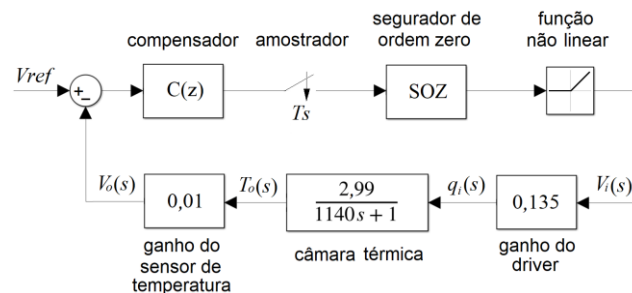 compensador
amostrador
segurador de
ordem zero
função
não linear
Vref
+
−
C(z)
Ts
SOZ
Vo(s)
0,01
To(s)
2,99
1140s + 1
qi(s)
0,135
Vi(s)
ganho do
sensor de
temperatura
câmara térmica
ganho do
driver